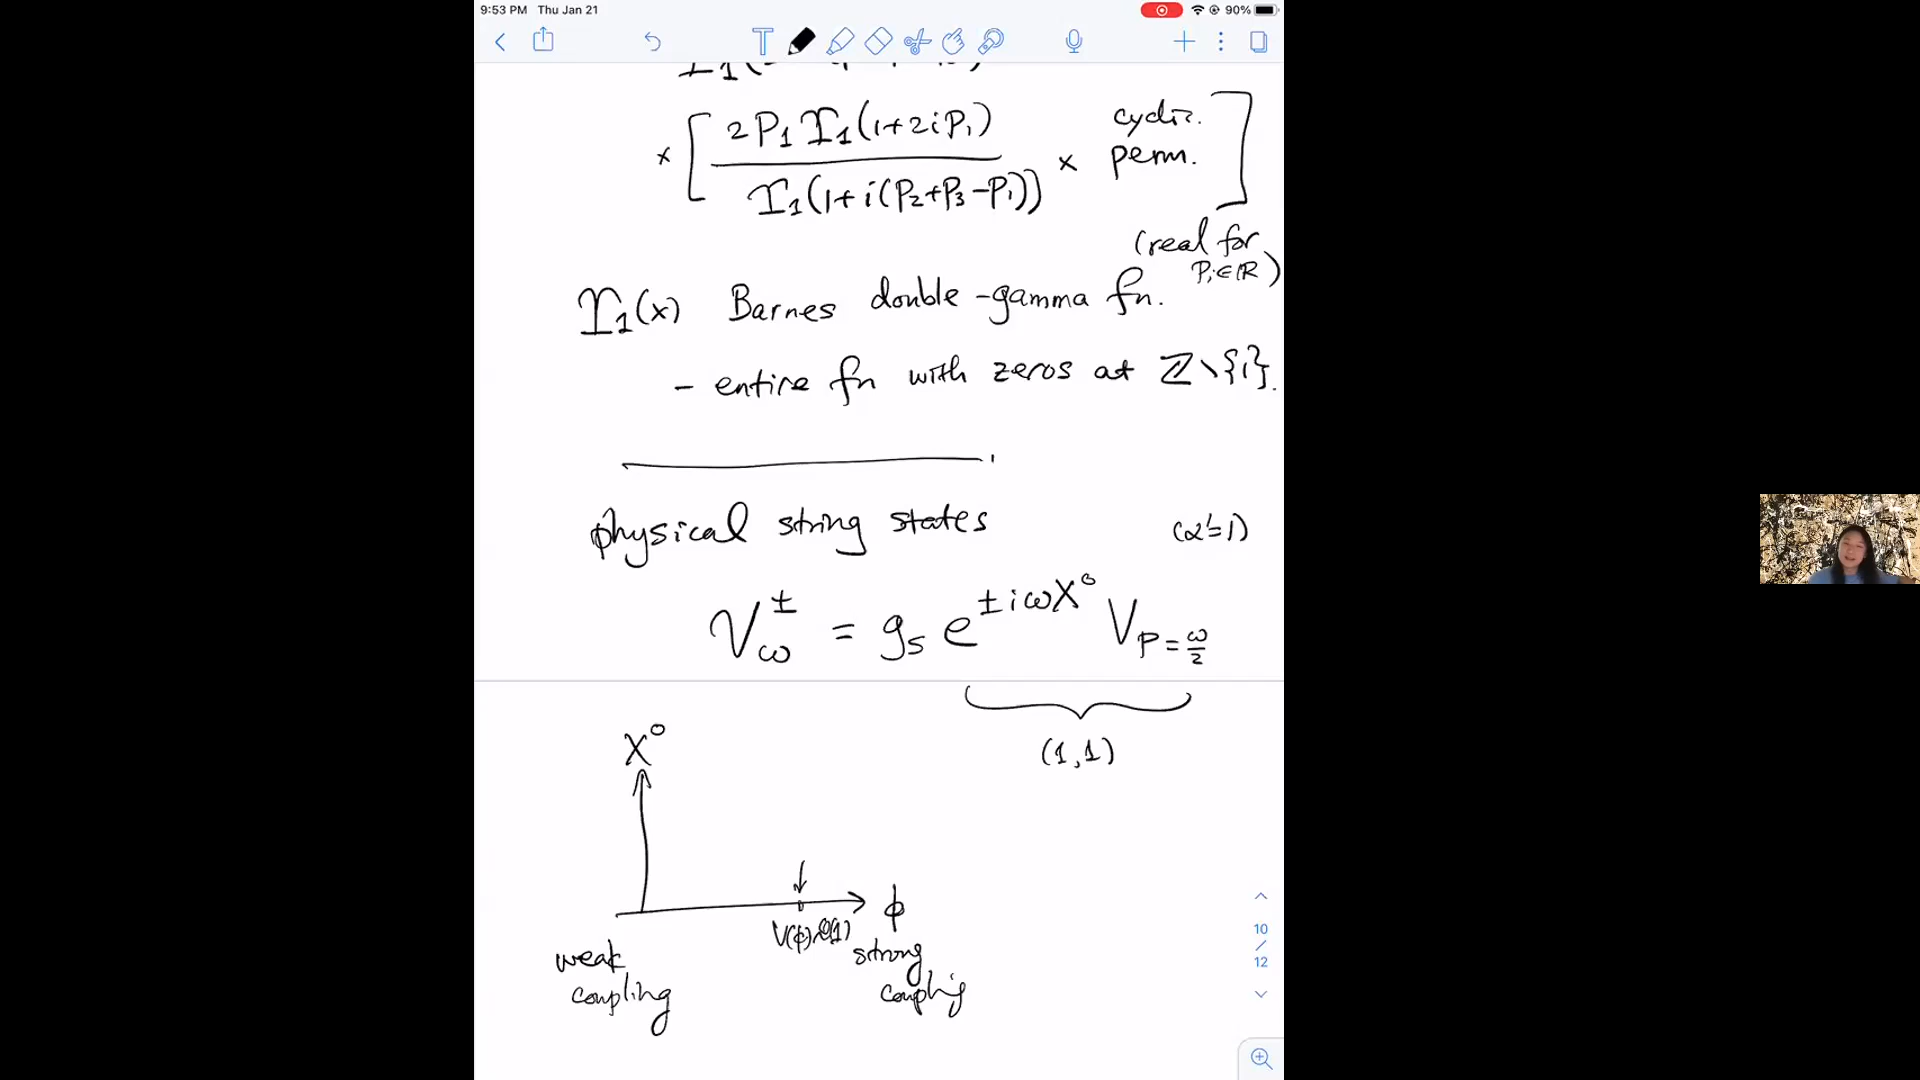 9:53 PM Thu Jan 21
90%
× [ 2P₁ Υ₁(1+2iP₁) / Υ₁(1+i(P₂+P₃-P₁)) × cyclic. perm. ]
(real for
Pᵢ∈ℝ)
Υ₁(x) Barnes double-gamma fn.
- entire fn with zeros at ℤ\{1}.
physical string states (α'=1)
V_ω^± = g_s e^{±iωX⁰} V_{P=ω/2}
(1,1)
X⁰
ϕ
V(ϕ)~O(1)
weak
coupling
strong
coupling
10
/
12